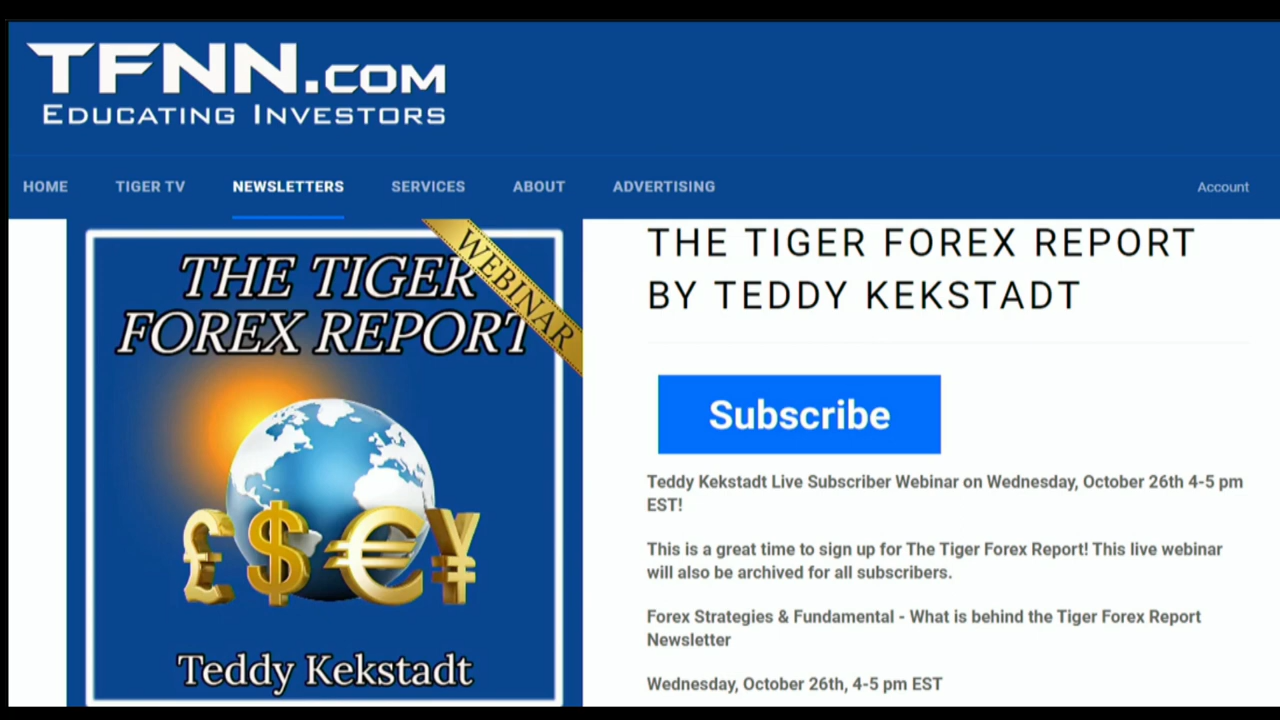 TFNN.COM
EDUCATING INVESTORS
HOME TIGER TV NEWSLETTERS SERVICES ABOUT ADVERTISING Account
WEBINAR
THE TIGER
FOREX REPORT
£$€¥
Teddy Kekstadt
THE TIGER FOREX REPORT
BY TEDDY KEKSTADT
Subscribe
Teddy Kekstadt Live Subscriber Webinar on Wednesday, October 26th 4-5 pm
EST!
This is a great time to sign up for The Tiger Forex Report! This live webinar
will also be archived for all subscribers.
Forex Strategies & Fundamental - What is behind the Tiger Forex Report
Newsletter
Wednesday, October 26th, 4-5 pm EST